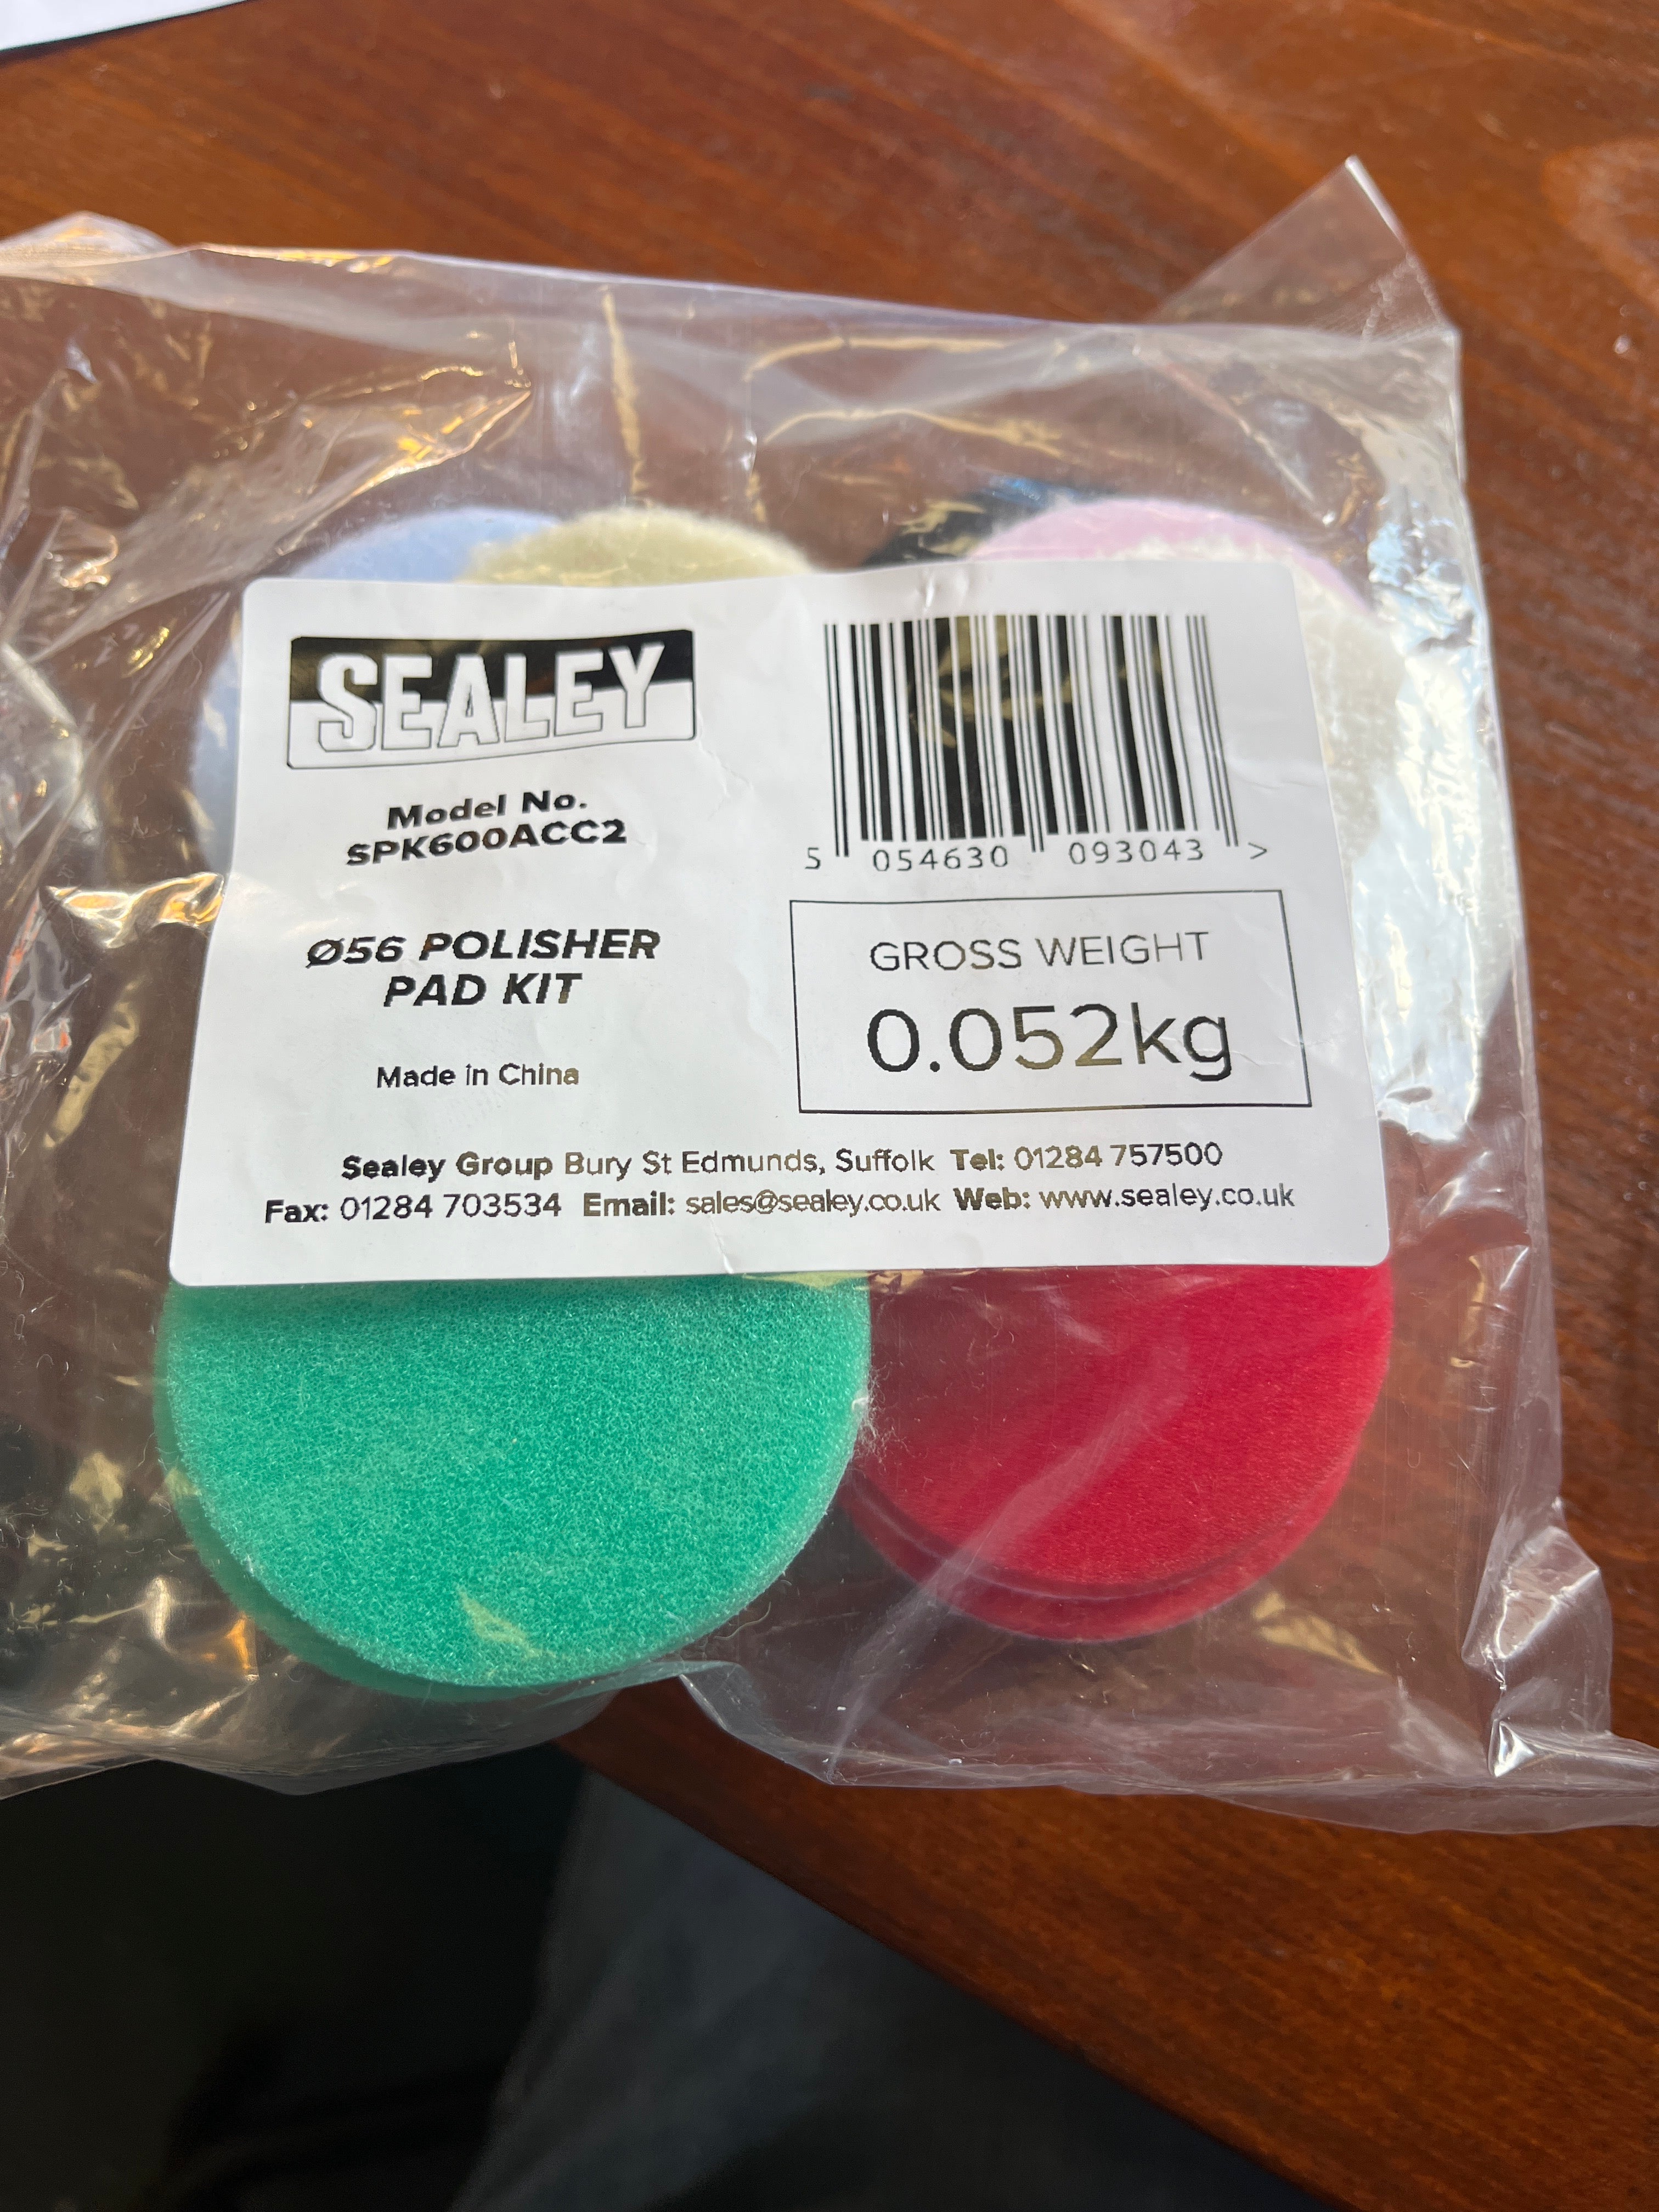 SEALEY
Model No.
SPK600ACC2
Ø56 POLISHER
PAD KIT
Made in China
5 054630 093043 >
GROSS WEIGHT
0.052kg
Sealey Group Bury St Edmunds, Suffolk Tel: 01284 757500
Fax: 01284 703534 Email: sales@sealey.co.uk Web: www.sealey.co.uk